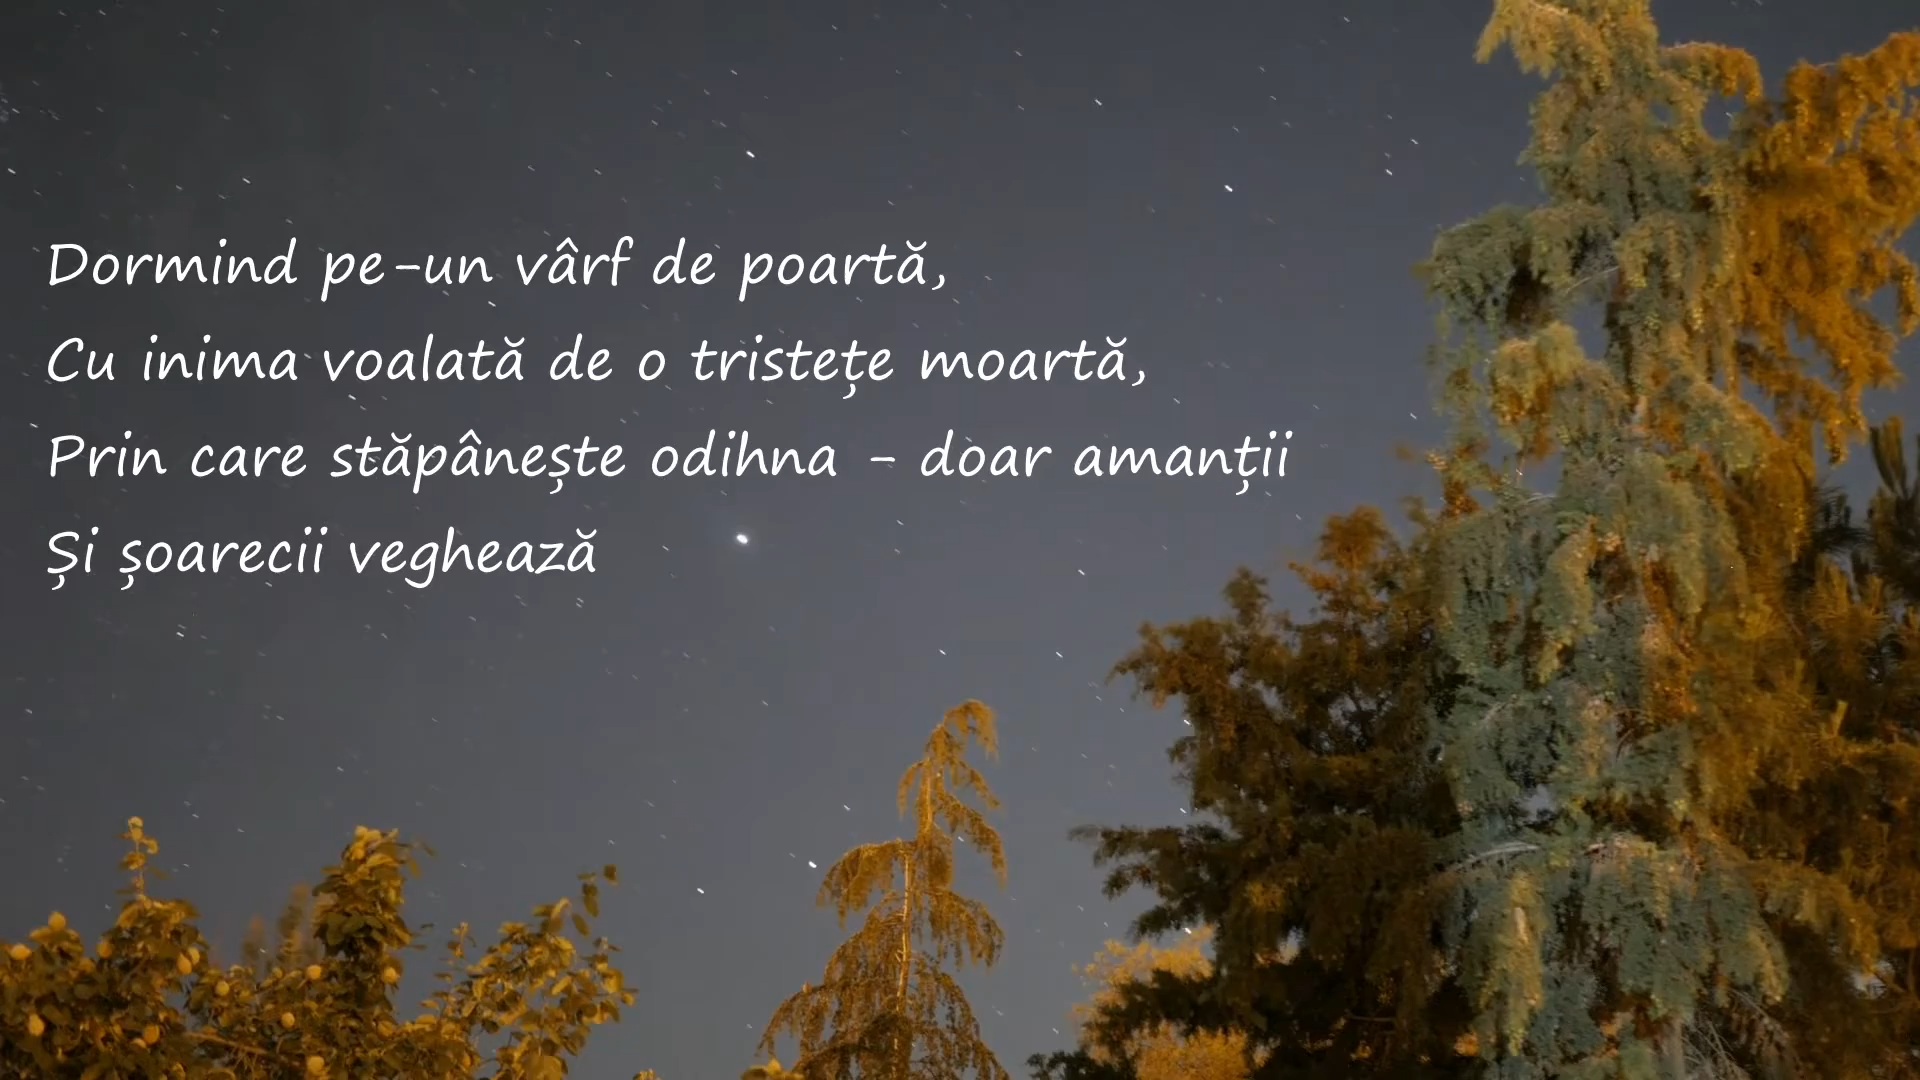 Dormind pe-un vârf de poartă,
Cu inima voalată de o tristețe moartă,
Prin care stăpânește odihna - doar amanții
Și șoarecii veghează